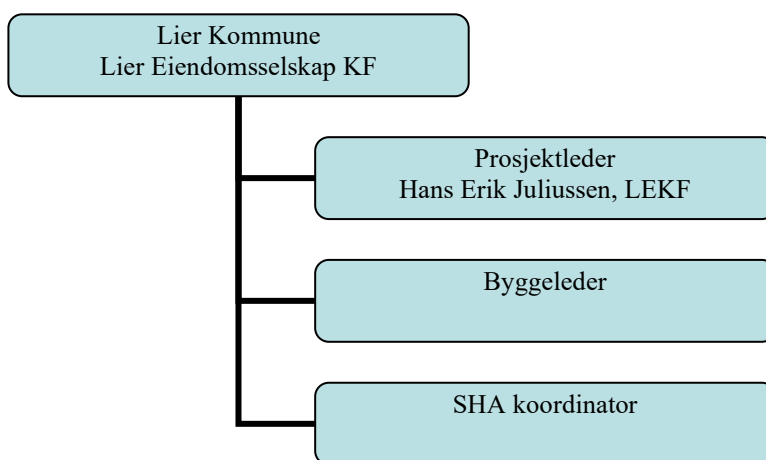 Lier Kommune
Lier Eiendomsselskap KF
Prosjektleder
Hans Erik Juliussen, LEKF
Byggeleder
SHA koordinator